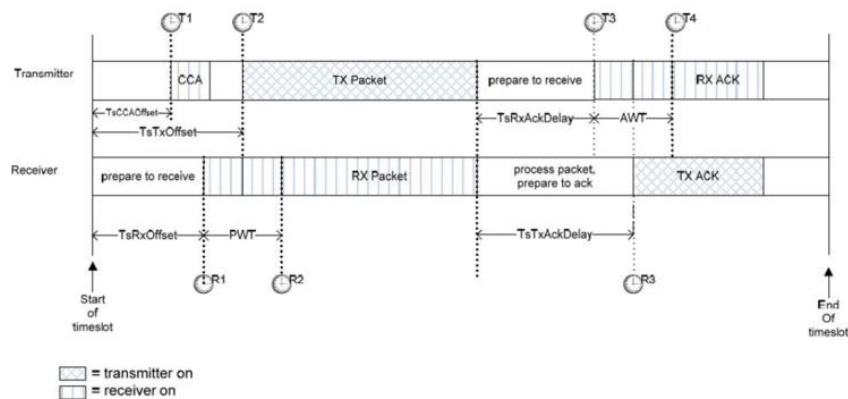 T1
T2
T3
T4
Transmitter
CCA
TX Packet
prepare to receive
RX ACK
TsCCAOffset
TsTxOffset
TsRxAckDelay
AWT
Receiver
prepare to receive
RX Packet
process packet,
prepare to ack
TX ACK
TsRxOffset
PWT
TsTxAckDelay
R1
R2
R3
Start
of
timeslot
End
Of
timeslot
= transmitter on
= receiver on